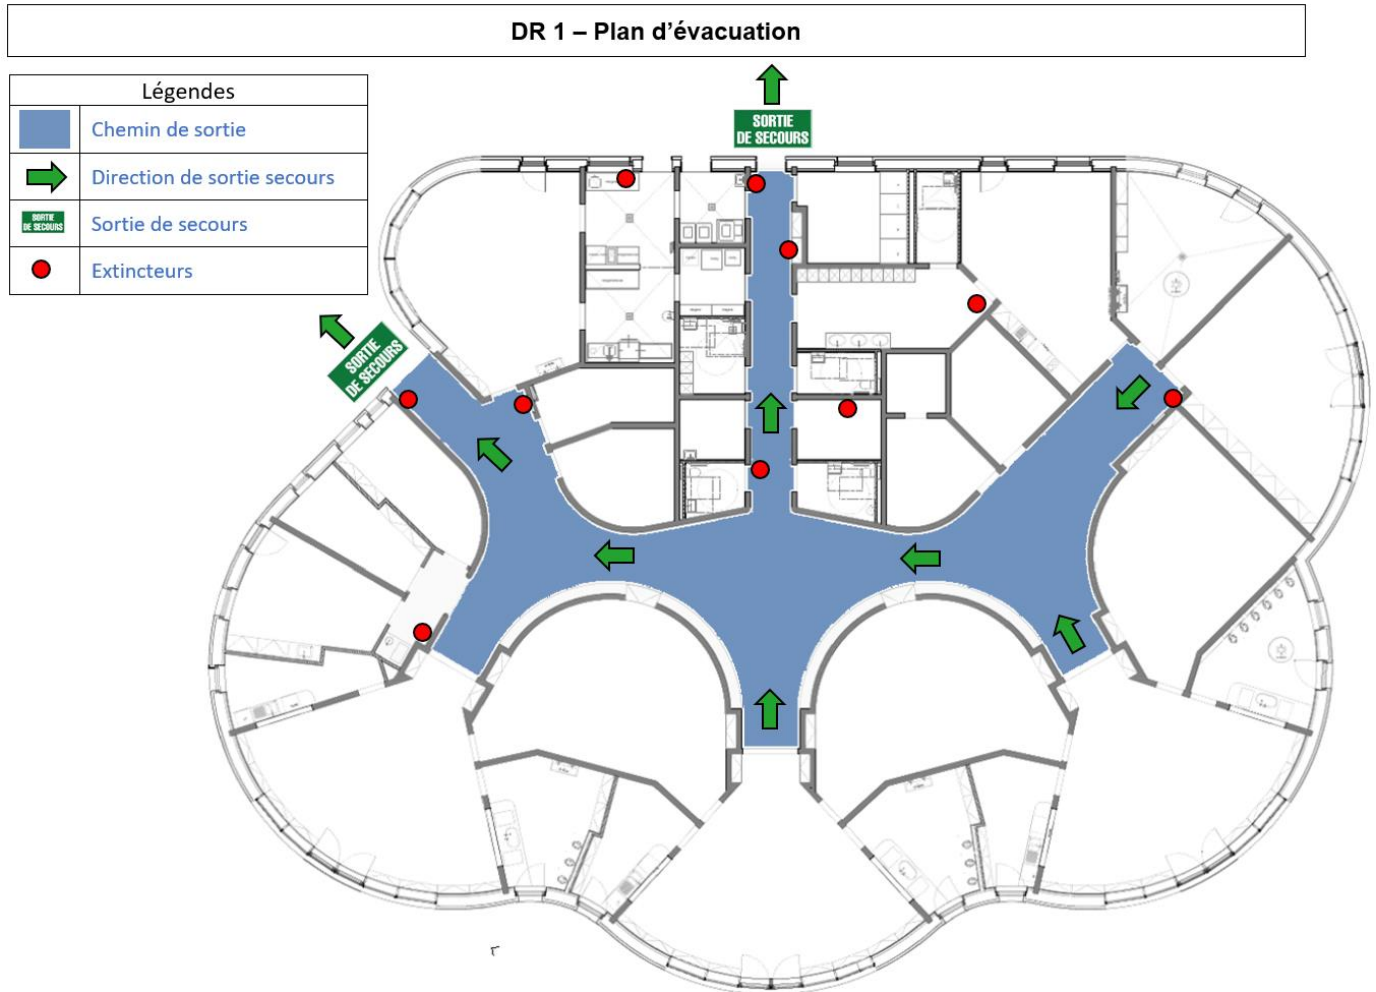 DR 1 – Plan d'évacuation
SORTIE
DE SECOURS
Légendes
Chemin de sortie
Direction de sortie secours
SORTIE
DE SECOURS
Sortie de secours
Extincteurs
SORTIE
DE SECOURS